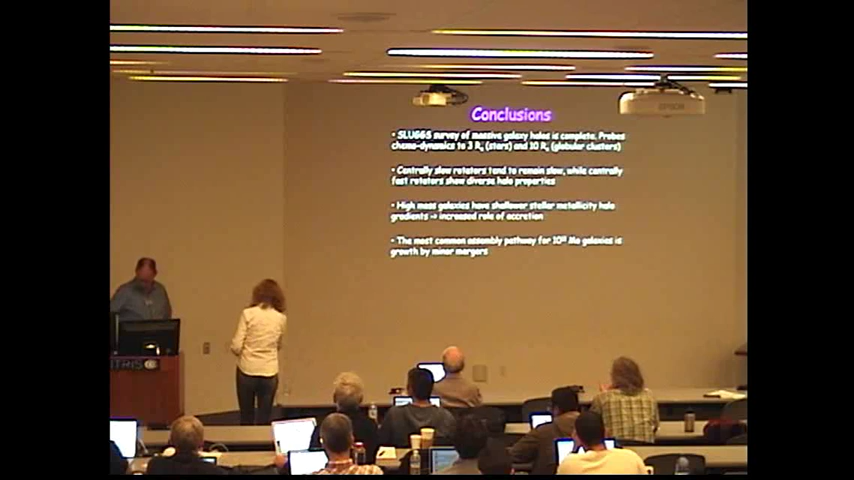 Conclusions
• SLUGGS survey of massive galaxy halos is complete. Probes
chemo-dynamics to 3 Re (stars) and 10 Re (globular clusters)
• Centrally slow rotators tend to remain slow, while centrally
fast rotators show diverse halo properties
• High mass galaxies have shallower stellar metallicity halo
gradients -> increased role of accretion
• The most common assembly pathway for Mo galaxies is
growth by minor mergers
EPSON
CITRIS